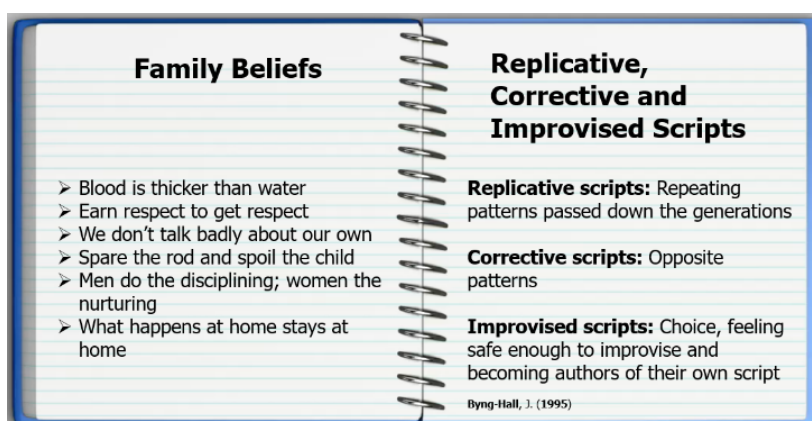 Family Beliefs
➢ Blood is thicker than water
➢ Earn respect to get respect
➢ We don't talk badly about our own
➢ Spare the rod and spoil the child
➢ Men do the disciplining; women the
nurturing
➢ What happens at home stays at
home
Replicative,
Corrective and
Improvised Scripts
Replicative scripts: Repeating
patterns passed down the generations
Corrective scripts: Opposite
patterns
Improvised scripts: Choice, feeling
safe enough to improvise and
becoming authors of their own script
Byng-Hall, J. (1995)